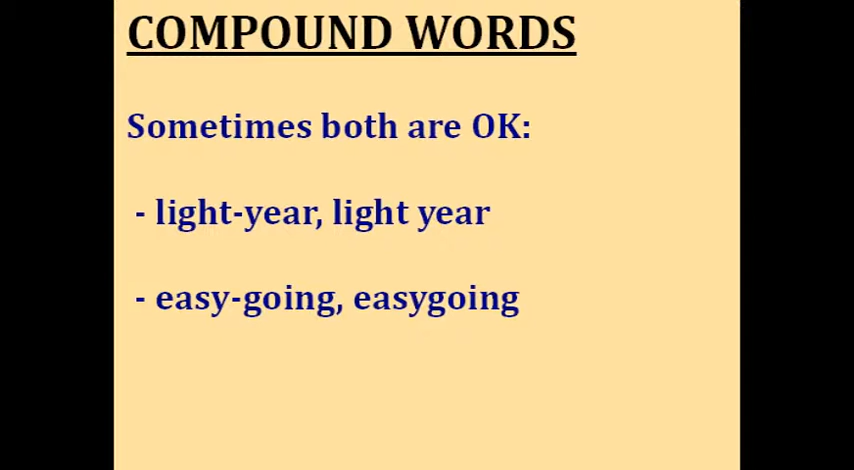 COMPOUND WORDS
Sometimes both are OK:
- light-year, light year
- easy-going, easygoing